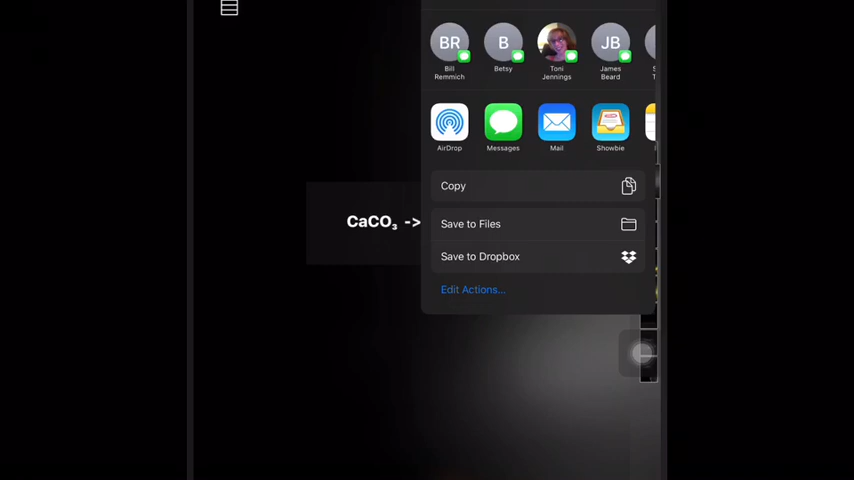 BR
B
JB
Bill
Remmich
Betsy
Toni
Jennings
James
Beard
AirDrop
Messages
Mail
Showbie
Copy
CaCO₃ ->
Save to Files
Save to Dropbox
Edit Actions...